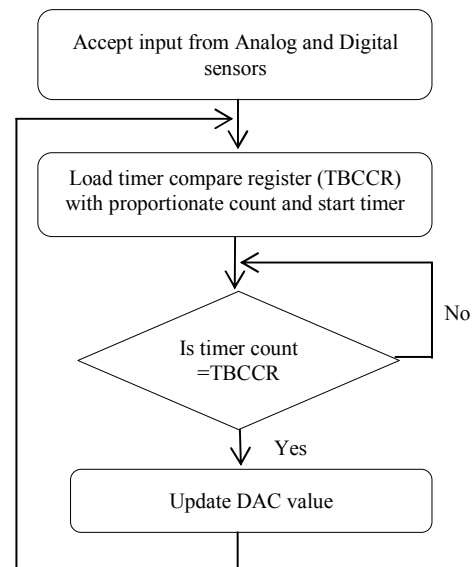 Accept input from Analog and Digital
sensors
Load timer compare register (TBCCR)
with proportionate count and start timer
No
Is timer count
=TBCCR
Yes
Update DAC value